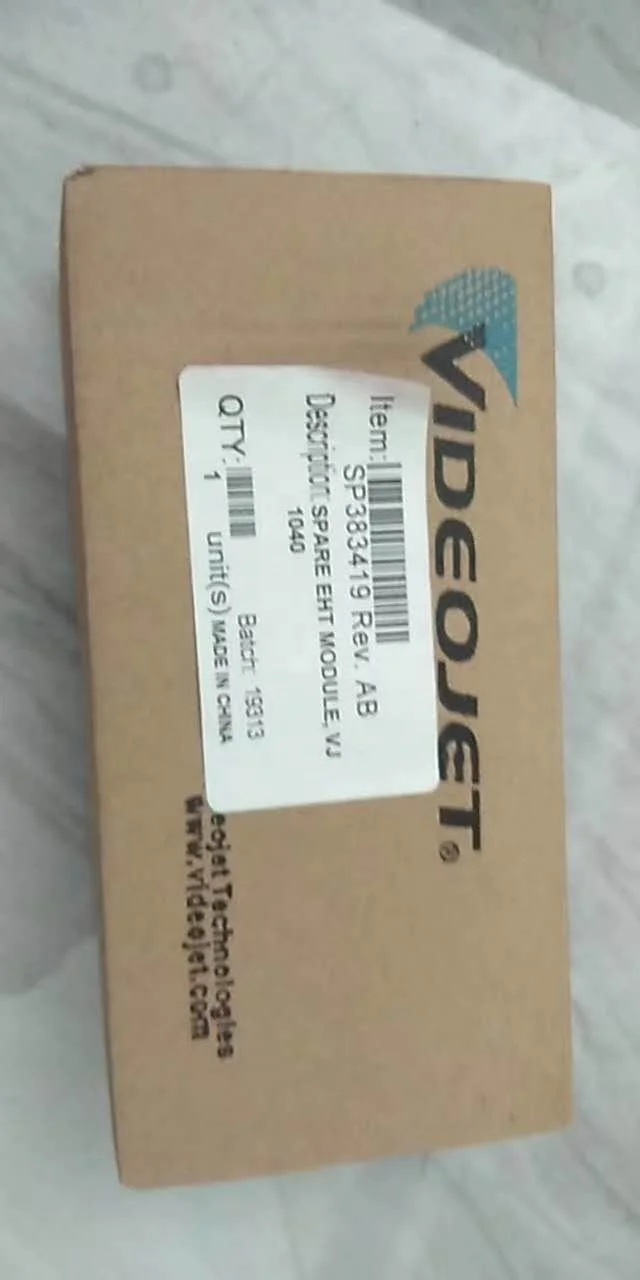 VIDEOJET®
Item:
SP383419 Rev. AB
Description: SPARE EHT MODULE, VJ
1040
QTY:
1 unit(s) MADE IN CHINA
Batch: 19313
eojet Technologies
www.videojet.com